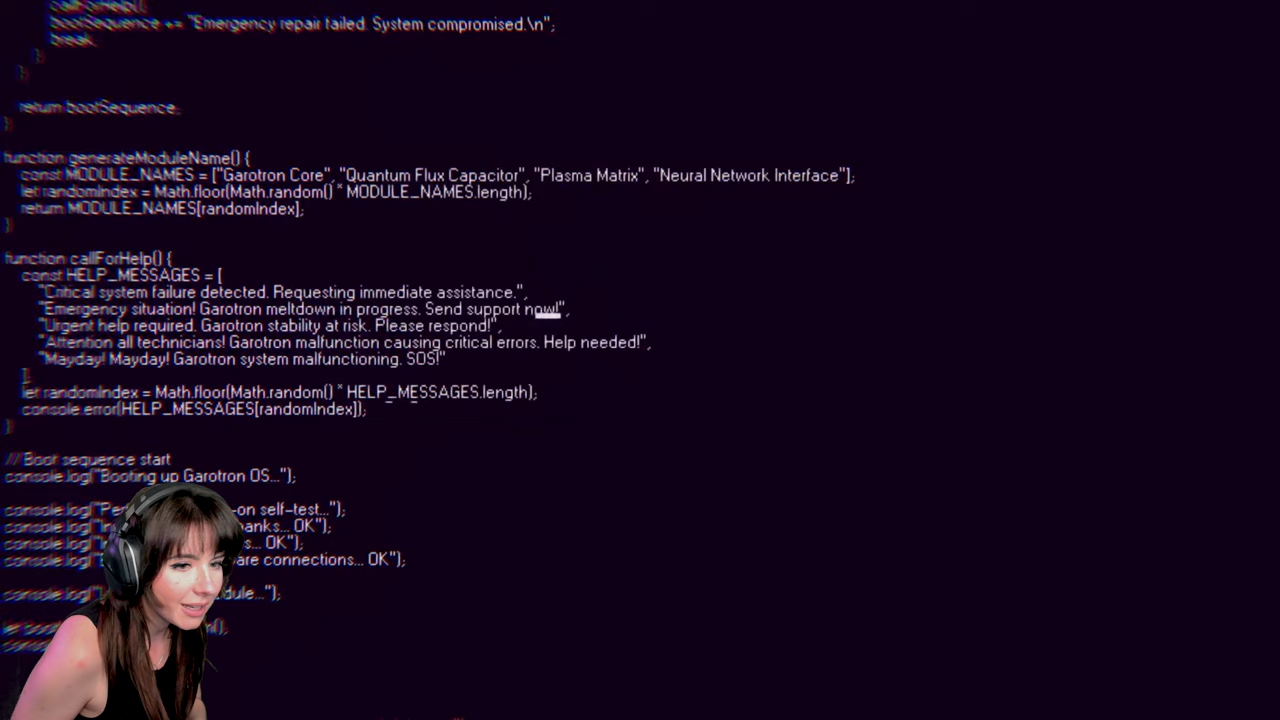 callForHelp();
bootSequence += "Emergency repair failed. System compromised.\n";
break;
}
}
return bootSequence;
}
function generateModuleName() {
const MODULE_NAMES = ["Garotron Core", "Quantum Flux Capacitor", "Plasma Matrix", "Neural Network Interface"];
let randomIndex = Math.floor(Math.random() * MODULE_NAMES.length);
return MODULE_NAMES[randomIndex];
}
function callForHelp() {
const HELP_MESSAGES = [
"Critical system failure detected. Requesting immediate assistance.",
"Emergency situation! Garotron meltdown in progress. Send support now!",
"Urgent help required. Garotron stability at risk. Please respond!",
"Attention all technicians! Garotron malfunction causing critical errors. Help needed!",
"Mayday! Mayday! Garotron system malfunctioning. SOS!"
];
let randomIndex = Math.floor(Math.random() * HELP_MESSAGES.length);
console.error(HELP_MESSAGES[randomIndex]);
}
// Boot sequence start
console.log("Booting up Garotron OS...");
console.log(" -on self-test...");
console.log(" ... OK");
console.log(" ... OK");
console.log(" connections... OK");
console.log("
let